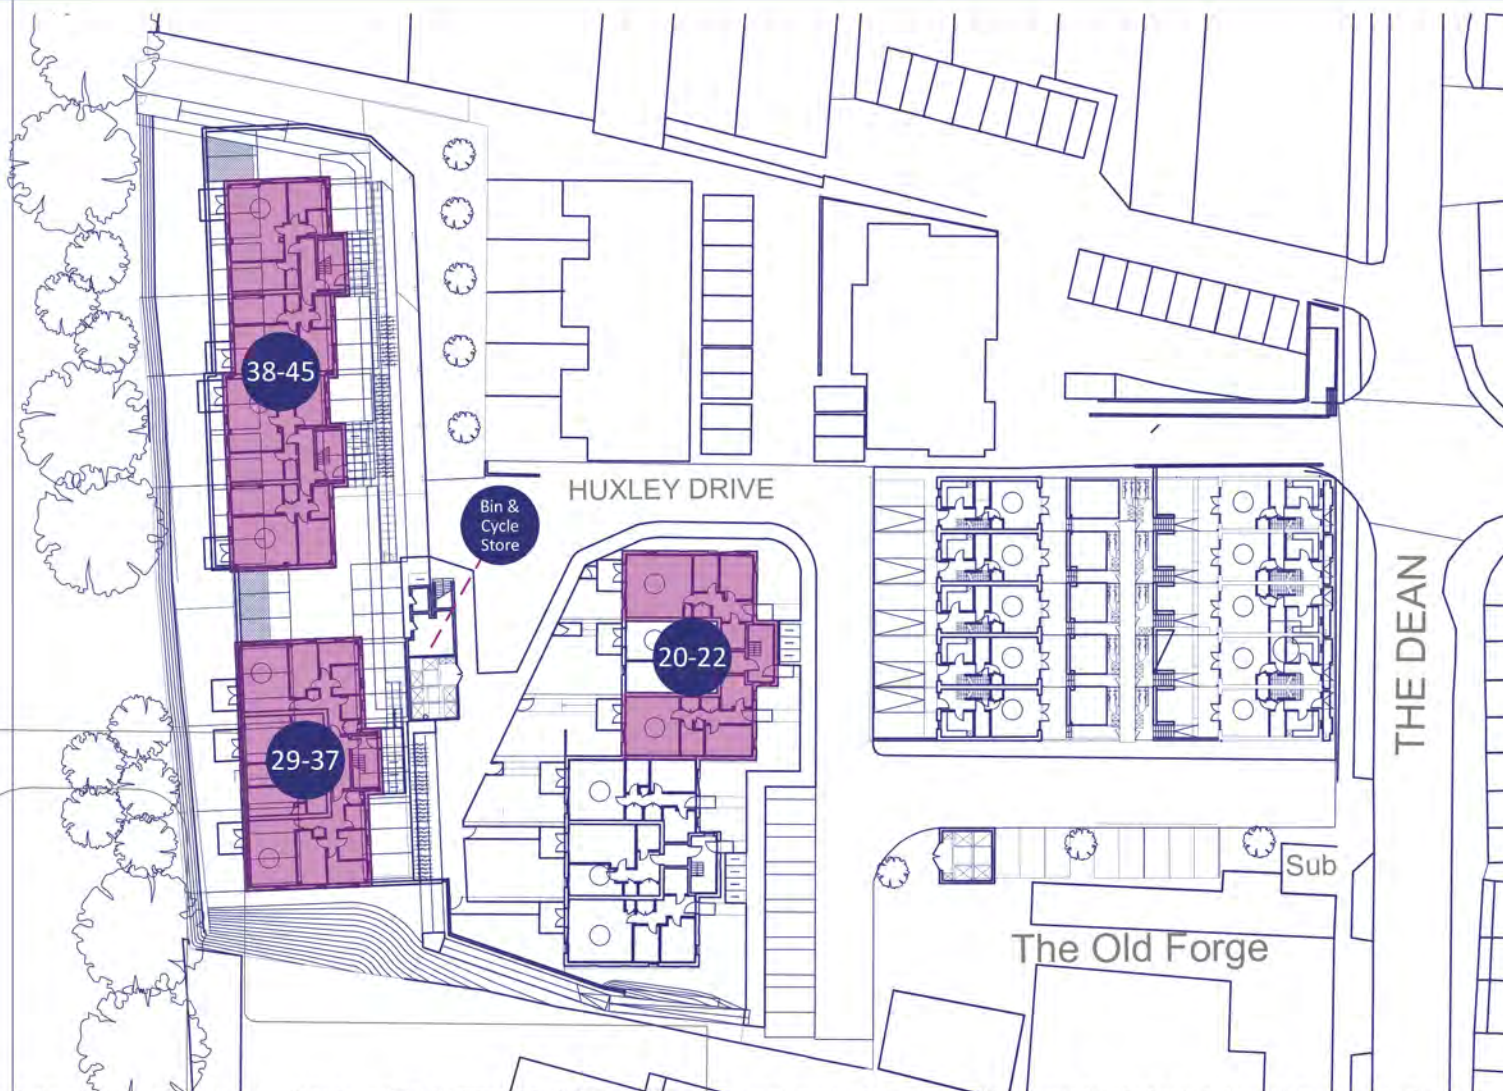 38-45
HUXLEY DRIVE
Bin &
Cycle
Store
20-22
29-37
THE DEAN
Sub
The Old Forge